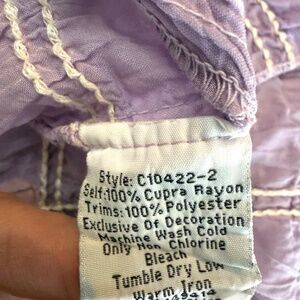 Style: C10422-2
Self:100% Cupra Rayon
Trims:100% Polyester
Exclusive Of Decoration
Machine Wash Cold
Only Non Chlorine
Bleach
Tumble Dry Low
Warm Iron